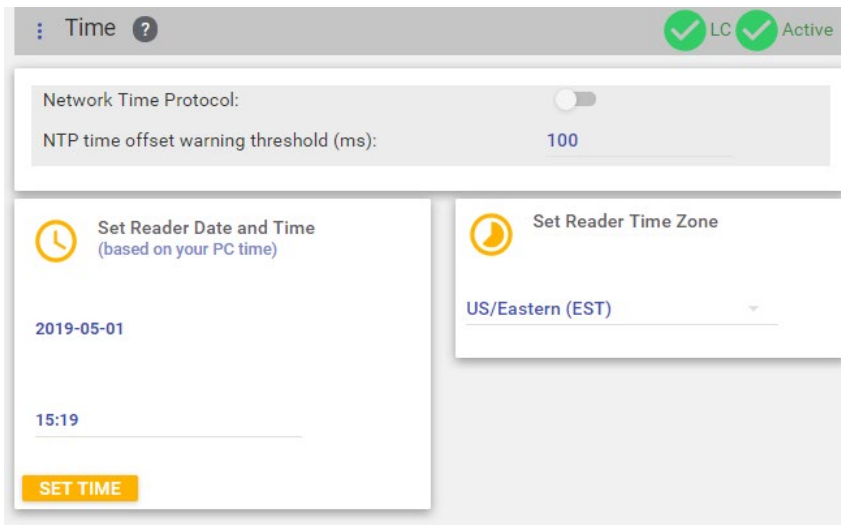 Time ?
LC Active
Network Time Protocol:
NTP time offset warning threshold (ms): 100
Set Reader Date and Time
(based on your PC time)
2019-05-01
15:19
SET TIME
Set Reader Time Zone
US/Eastern (EST)